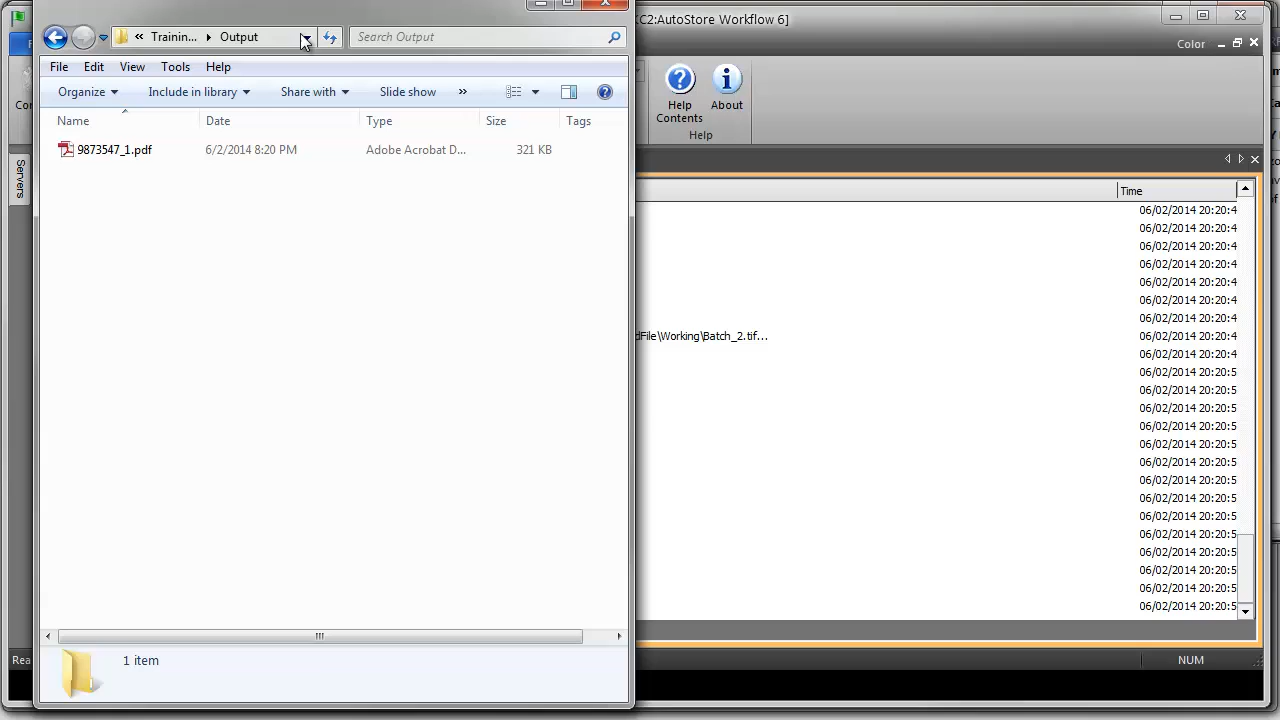 KC2:AutoStore Workflow 6]
« Trainin... Output
Search Output
Color
File Edit View Tools Help
Organize Include in library Share with Slide show »
Help Contents
About
Help
Name Date Type Size Tags
9873547_1.pdf 6/2/2014 8:20 PM Adobe Acrobat D... 321 KB
Servers
Time
06/02/2014 20:20:4
06/02/2014 20:20:4
06/02/2014 20:20:4
06/02/2014 20:20:4
06/02/2014 20:20:4
06/02/2014 20:20:4
06/02/2014 20:20:4
dFile\Working\Batch_2.tif... 06/02/2014 20:20:4
06/02/2014 20:20:4
06/02/2014 20:20:5
06/02/2014 20:20:5
06/02/2014 20:20:5
06/02/2014 20:20:5
06/02/2014 20:20:5
06/02/2014 20:20:5
06/02/2014 20:20:5
06/02/2014 20:20:5
06/02/2014 20:20:5
06/02/2014 20:20:5
06/02/2014 20:20:5
06/02/2014 20:20:5
06/02/2014 20:20:5
06/02/2014 20:20:5
1 item
Rea
NUM